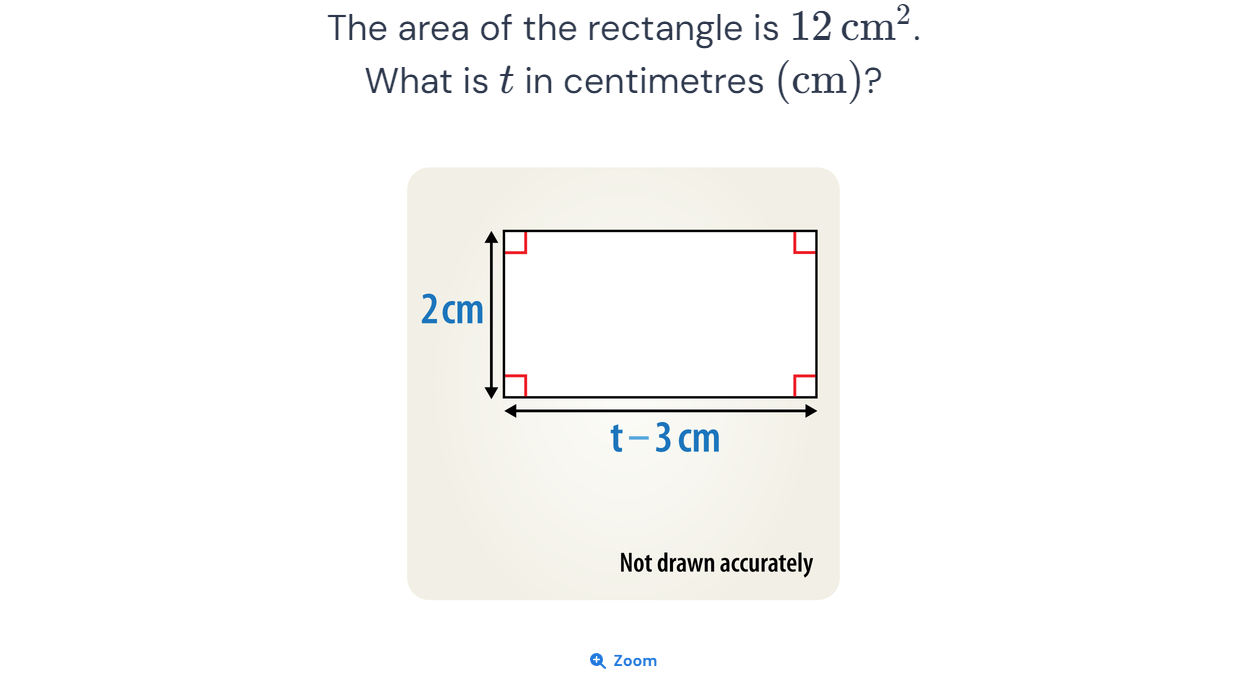 The area of the rectangle is 12 cm².
What is t in centimetres (cm)?
2 cm
t – 3 cm
Not drawn accurately
Zoom